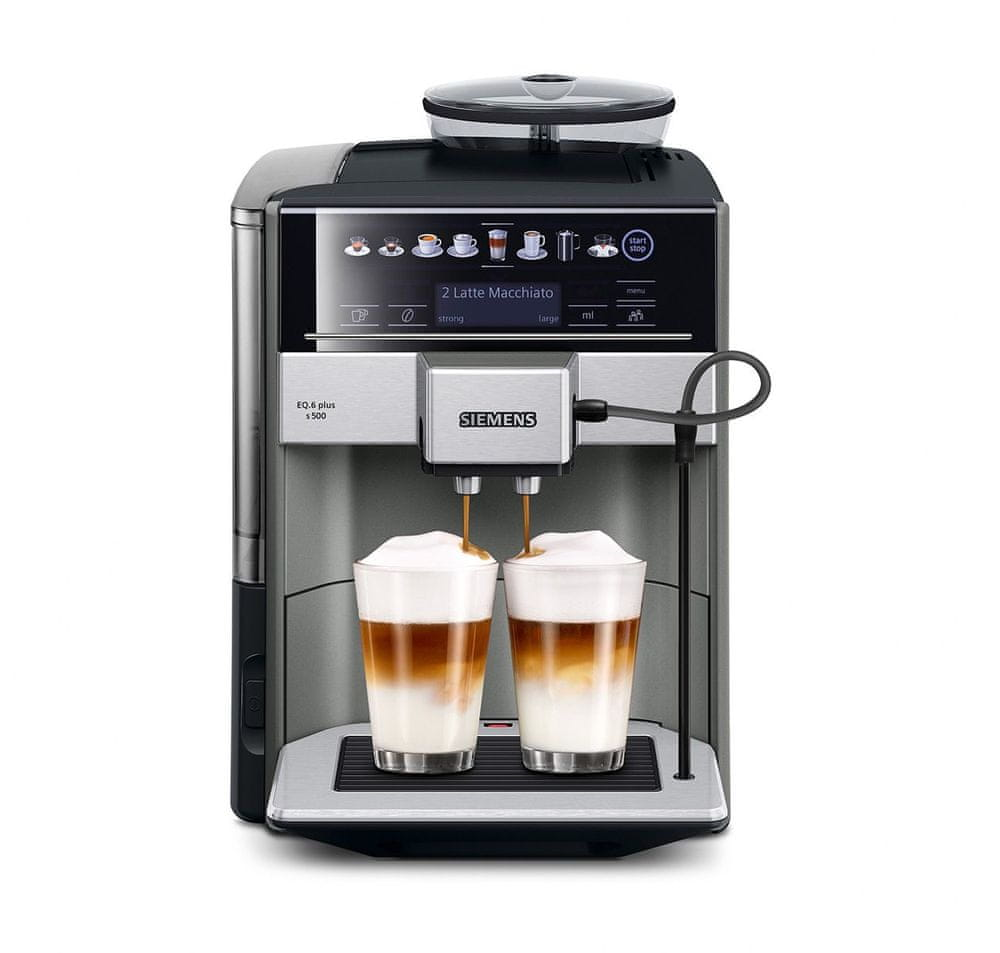 start
stop
2 Latte Macchiato
menu
strong
large
ml
EQ.6 plus
s500
SIEMENS